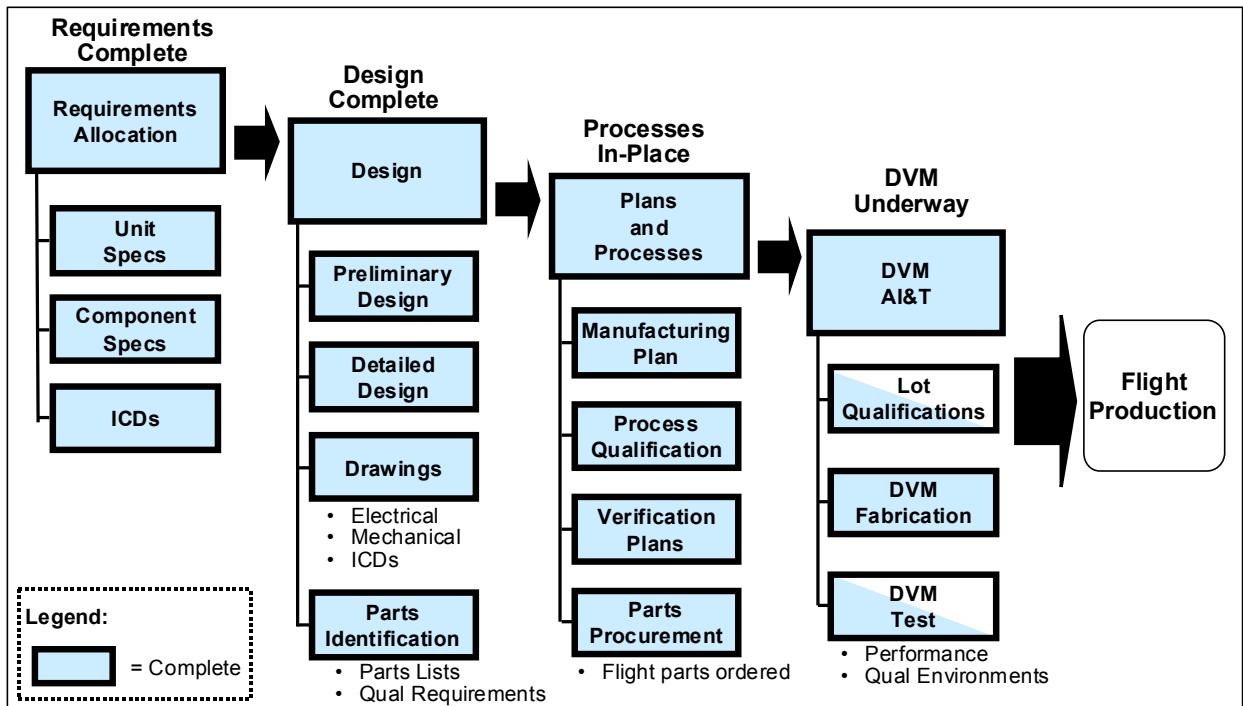 Requirements
Complete
Requirements
Allocation
Unit
Specs
Component
Specs
ICDs
Design
Complete
Design
Preliminary
Design
Detailed
Design
Drawings
• Electrical
• Mechanical
• ICDs
Parts
Identification
• Parts Lists
• Qual Requirements
Processes
In-Place
Plans
and
Processes
Manufacturing
Plan
Process
Qualification
Verification
Plans
Parts
Procurement
• Flight parts ordered
DVM
Underway
DVM
AI&T
Lot
Qualifications
DVM
Fabrication
DVM
Test
• Performance
• Qual Environments
Flight
Production
Legend:
= Complete